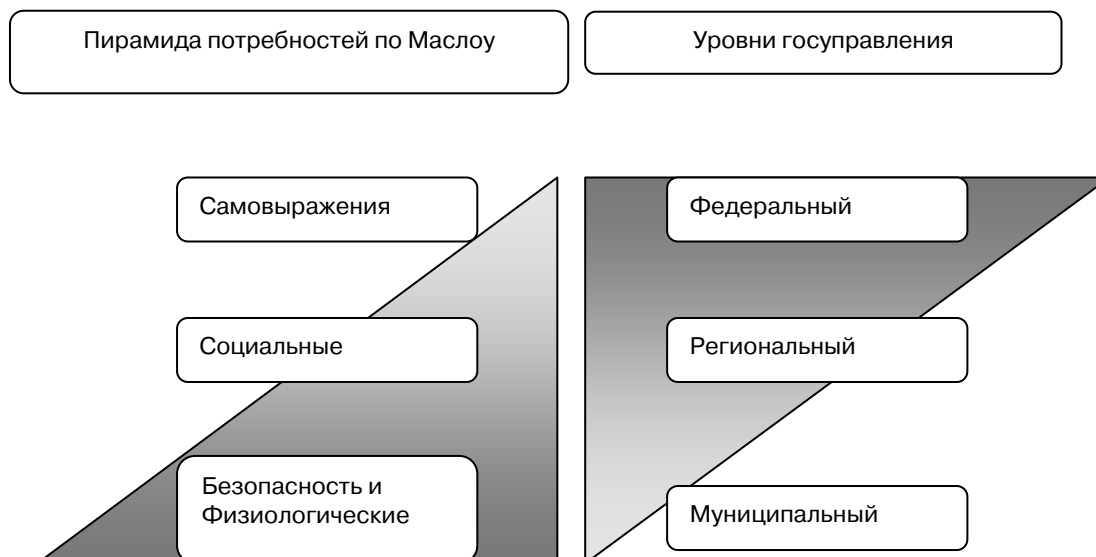 Пирамида потребностей по Маслоу
Уровни госуправления
Самовыражения
Федеральный
Социальные
Региональный
Безопасность и
Физиологические
Муниципальный